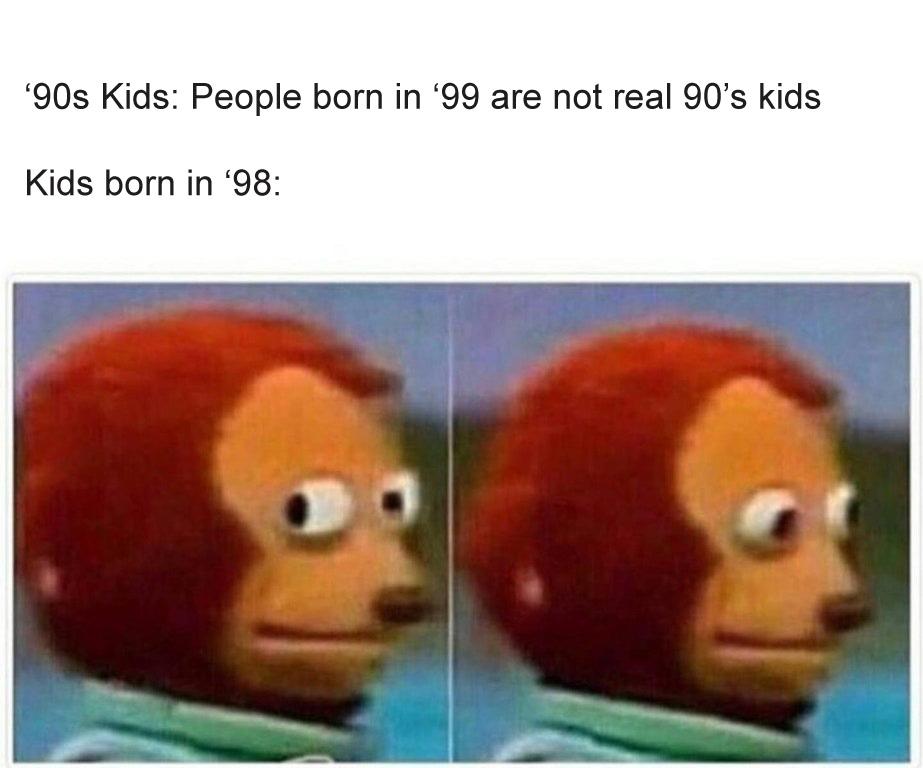 ‘90s Kids: People born in ‘99 are not real 90’s kids
Kids born in ‘98: